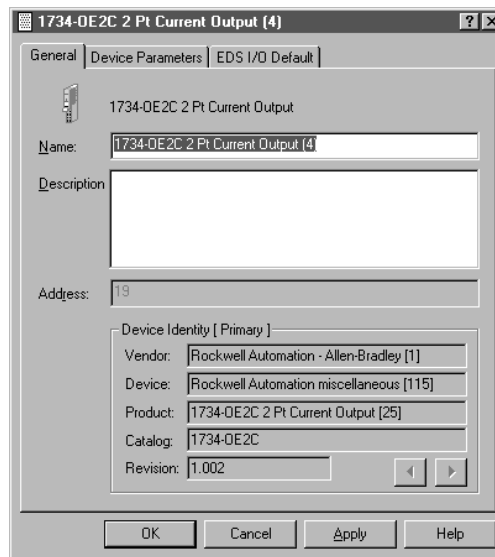 1734-OE2C 2 Pt Current Output (4)
General Device Parameters EDS I/O Default
1734-OE2C 2 Pt Current Output
Name: 1734-OE2C 2 Pt Current Output (4)
Description
Address: 19
Device Identity [ Primary ]
Vendor: Rockwell Automation - Allen-Bradley [1]
Device: Rockwell Automation miscellaneous [115]
Product: 1734-OE2C 2 Pt Current Output [25]
Catalog: 1734-OE2C
Revision: 1.002
OK Cancel Apply Help